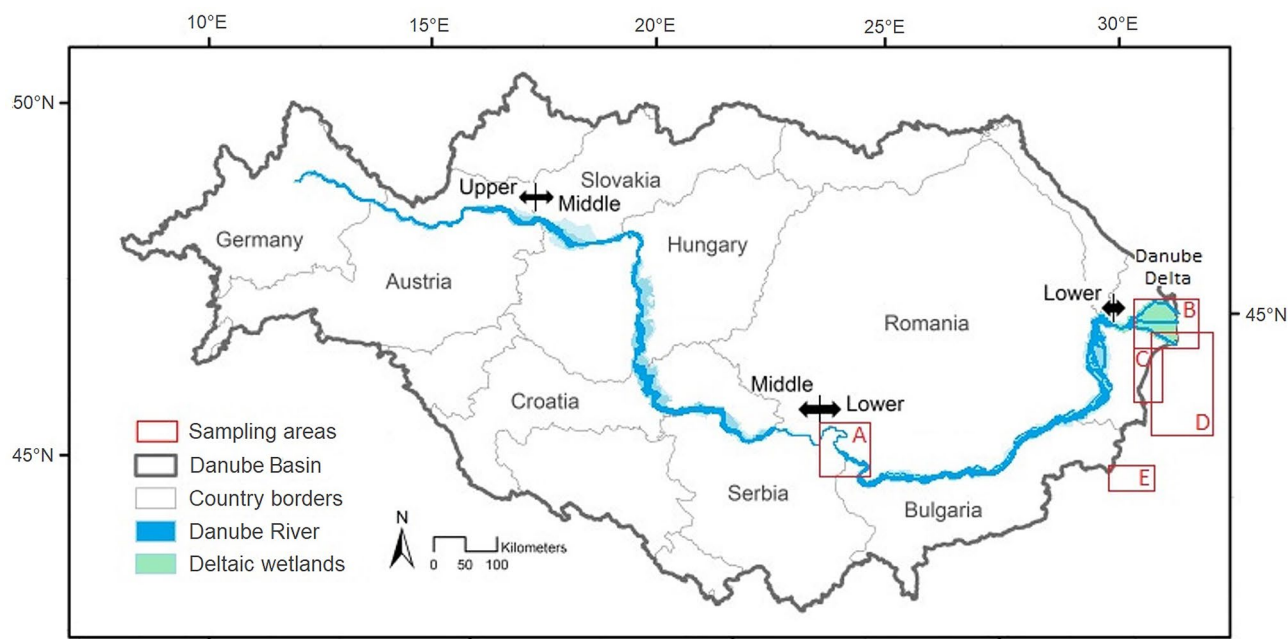 10°E 15°E 20°E 25°E 30°E
50°N
Slovakia
Upper
Middle
Germany
Hungary
Danube
Delta
Austria
Lower
B
45°N
Romania
C
Middle
Croatia
Lower
D
A
Sampling areas
45°N
Danube Basin
E
Serbia
Country borders
Bulgaria
N
Danube River
Kilometers
0 50 100
Deltaic wetlands